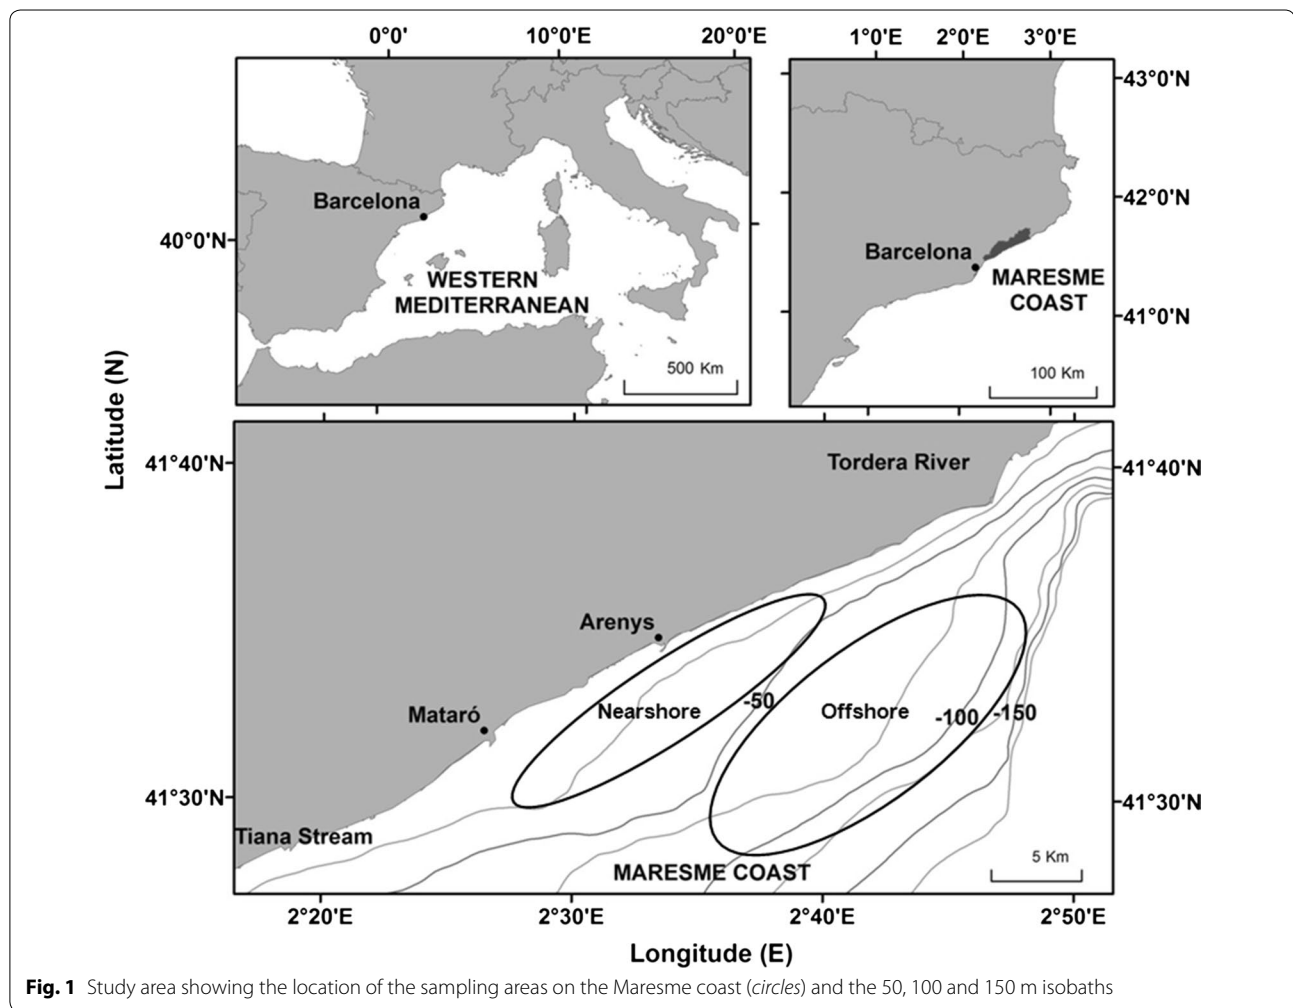 0°0'
10°0'E
20°0'E
1°0'E
2°0'E
3°0'E
43°0'N
42°0'N
41°0'N
40°0'N
Barcelona
WESTERN
MEDITERRANEAN
500 Km
Barcelona
MARESME
COAST
100 Km
Latitude (N)
41°40'N
41°40'N
Tordera River
Arenys
Mataró
Nearshore
-50
Offshore
-100
-150
41°30'N
41°30'N
Tiana Stream
MARESME COAST
5 Km
2°20'E
2°30'E
2°40'E
2°50'E
Longitude (E)
Fig. 1 Study area showing the location of the sampling areas on the Maresme coast (circles) and the 50, 100 and 150 m isobaths